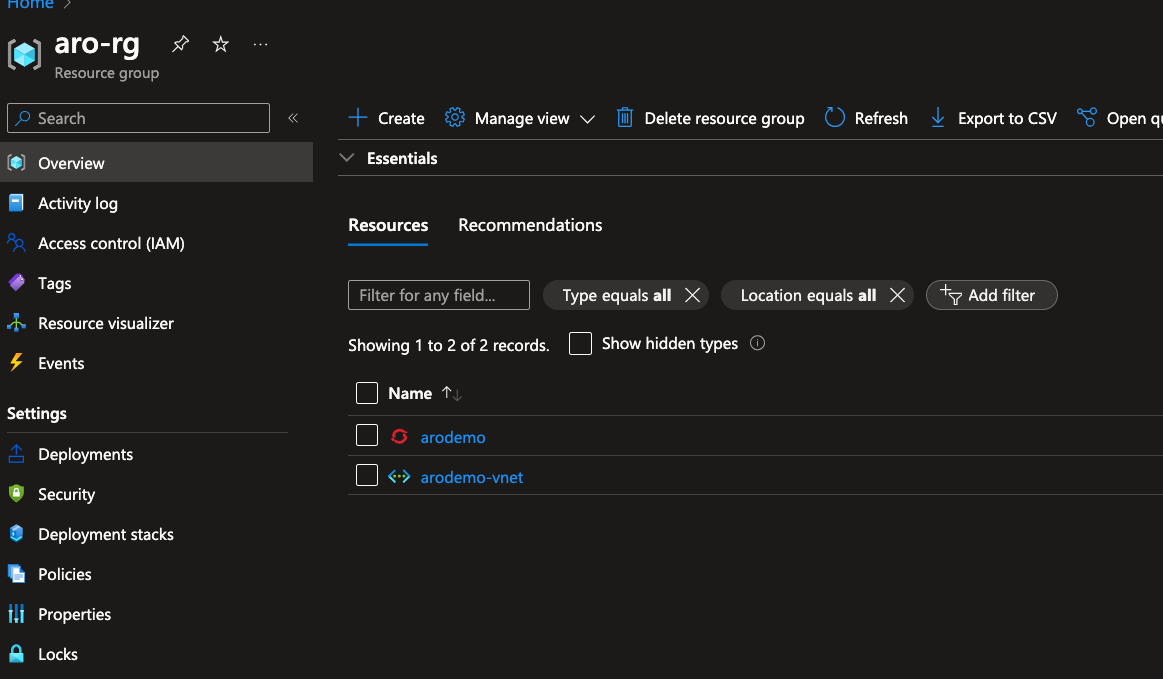 Home
aro-rg
Resource group
Search
Create Manage view Delete resource group Refresh Export to CSV Open
Essentials
Overview
Activity log
Access control (IAM)
Tags
Resource visualizer
Events
Settings
Deployments
Security
Deployment stacks
Policies
Properties
Locks
Resources Recommendations
Filter for any field... Type equals all Location equals all Add filter
Showing 1 to 2 of 2 records. Show hidden types
Name
arodemo
arodemo-vnet